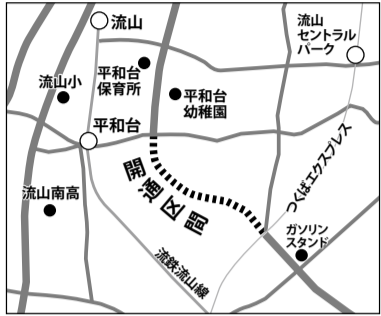 流山
流山
セントラル
パーク
平和台
保育所
流山小
平和台
幼稚園
平和台
開通区間
つくばエクスプレス
流山南高
ガソリン
スタンド
流鉄流山線